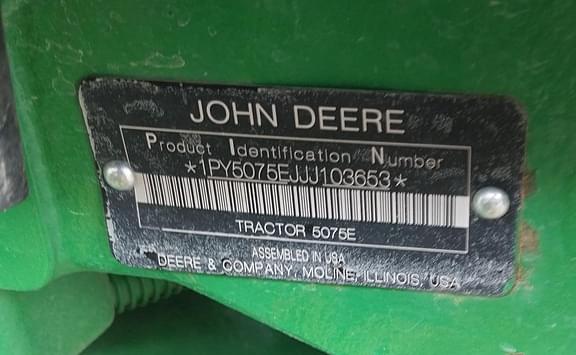 JOHN DEERE
Product Identification Number
*1PY5075EJJJ103653*
TRACTOR 5075E
ASSEMBLED IN USA
DEERE & COMPANY, MOLINE, ILLINOIS, USA